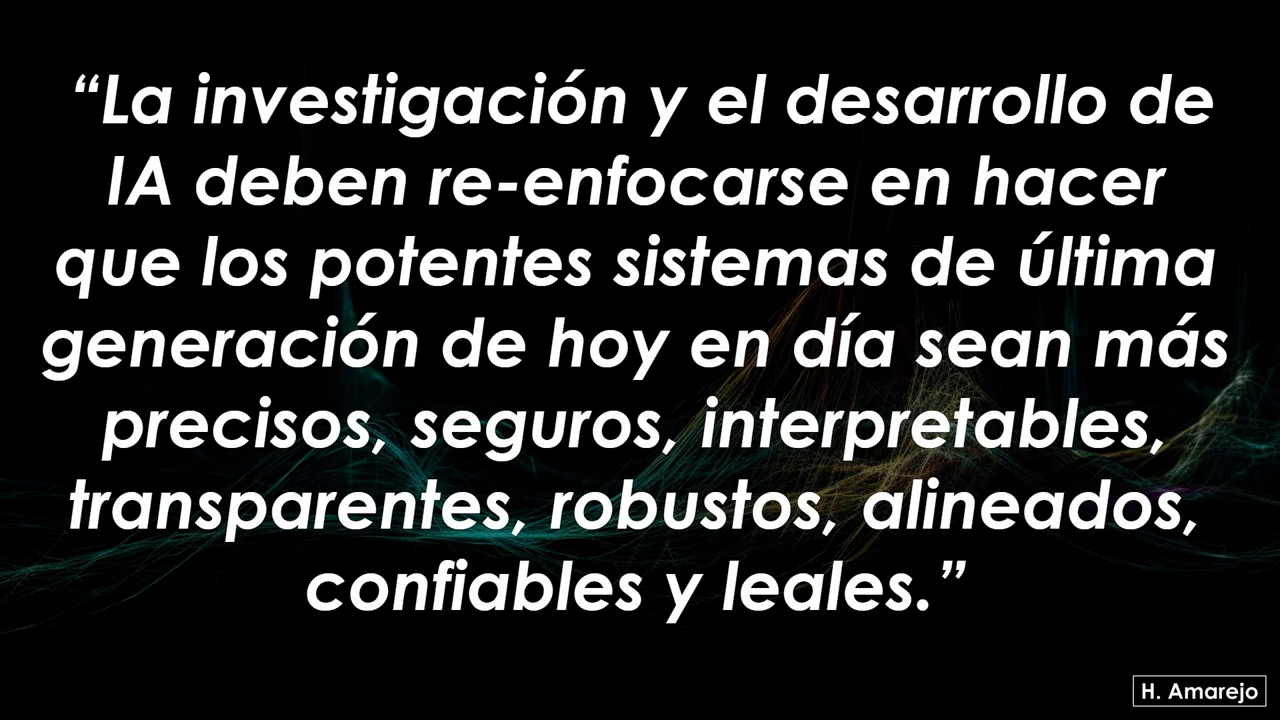 “La investigación y el desarrollo de
IA deben re-enfocarse en hacer
que los potentes sistemas de última
generación de hoy en día sean más
precisos, seguros, interpretables,
transparentes, robustos, alineados,
confiables y leales.”
H. Amarejo